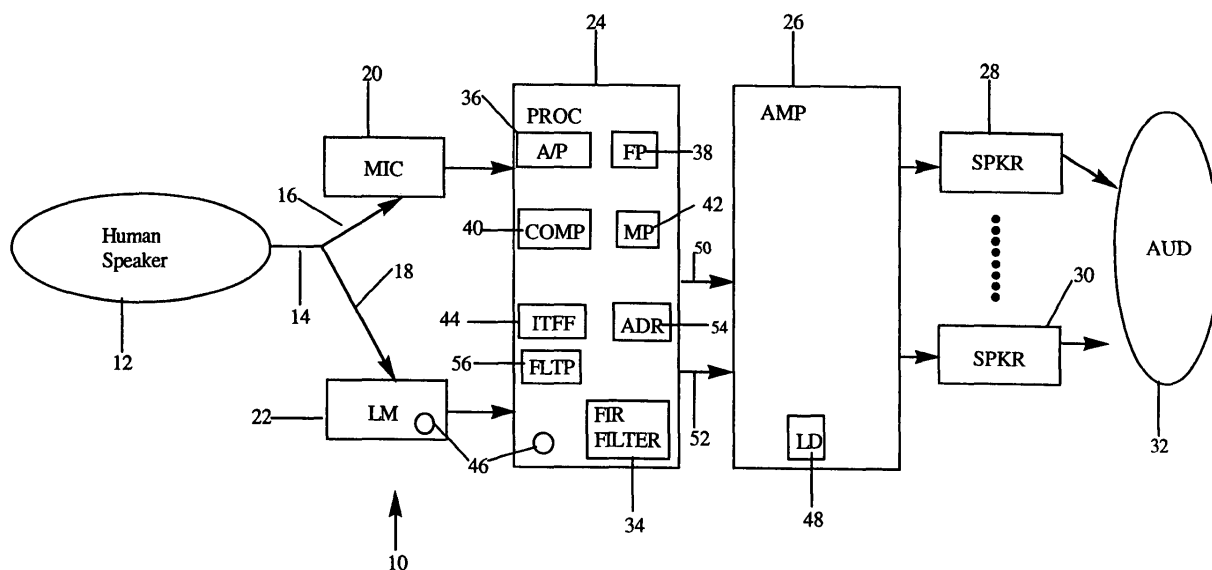 24
26
20
28
36
PROC
AMP
MIC
A/P
FP
38
SPKR
16
40
COMP
MP
42
Human
Speaker
50
AUD
18
14
44
ITFF
ADR
54
30
12
56
FLTP
SPKR
22
LM
FIR
FILTER
52
LD
32
46
34
48
10